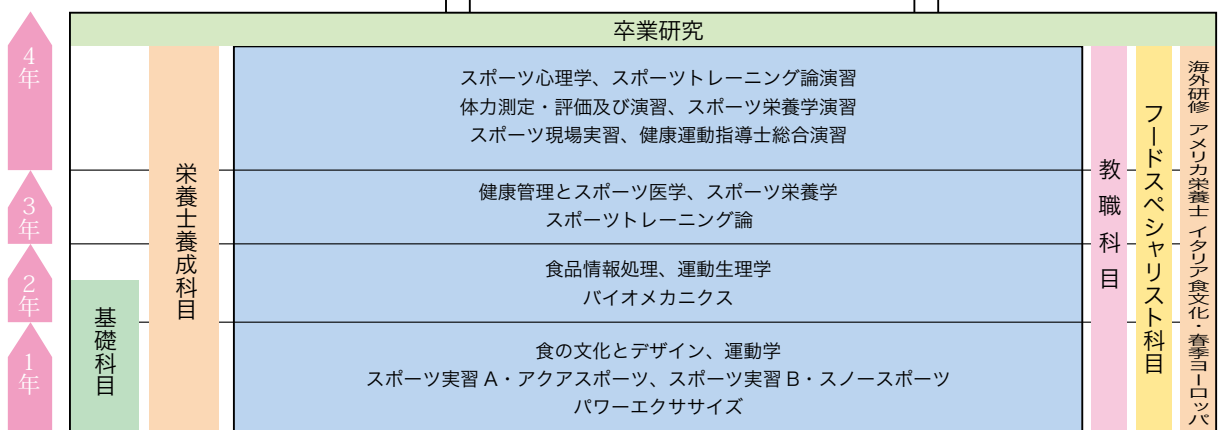 卒業研究
4年
スポーツ心理学、スポーツトレーニング論演習
体力測定・評価及び演習、スポーツ栄養学演習
スポーツ現場実習、健康運動指導士総合演習
3年
健康管理とスポーツ医学、スポーツ栄養学
スポーツトレーニング論
2年
食品情報処理、運動生理学
バイオメカニクス
1年
食の文化とデザイン、運動学
スポーツ実習 A・アクアスポーツ、スポーツ実習 B・スノースポーツ
パワーエクササイズ
基礎科目
栄養士養成科目
教職科目
フードスペシャリスト科目
海外研修 アメリカ栄養士 イタリア食文化・春季ヨーロッパ